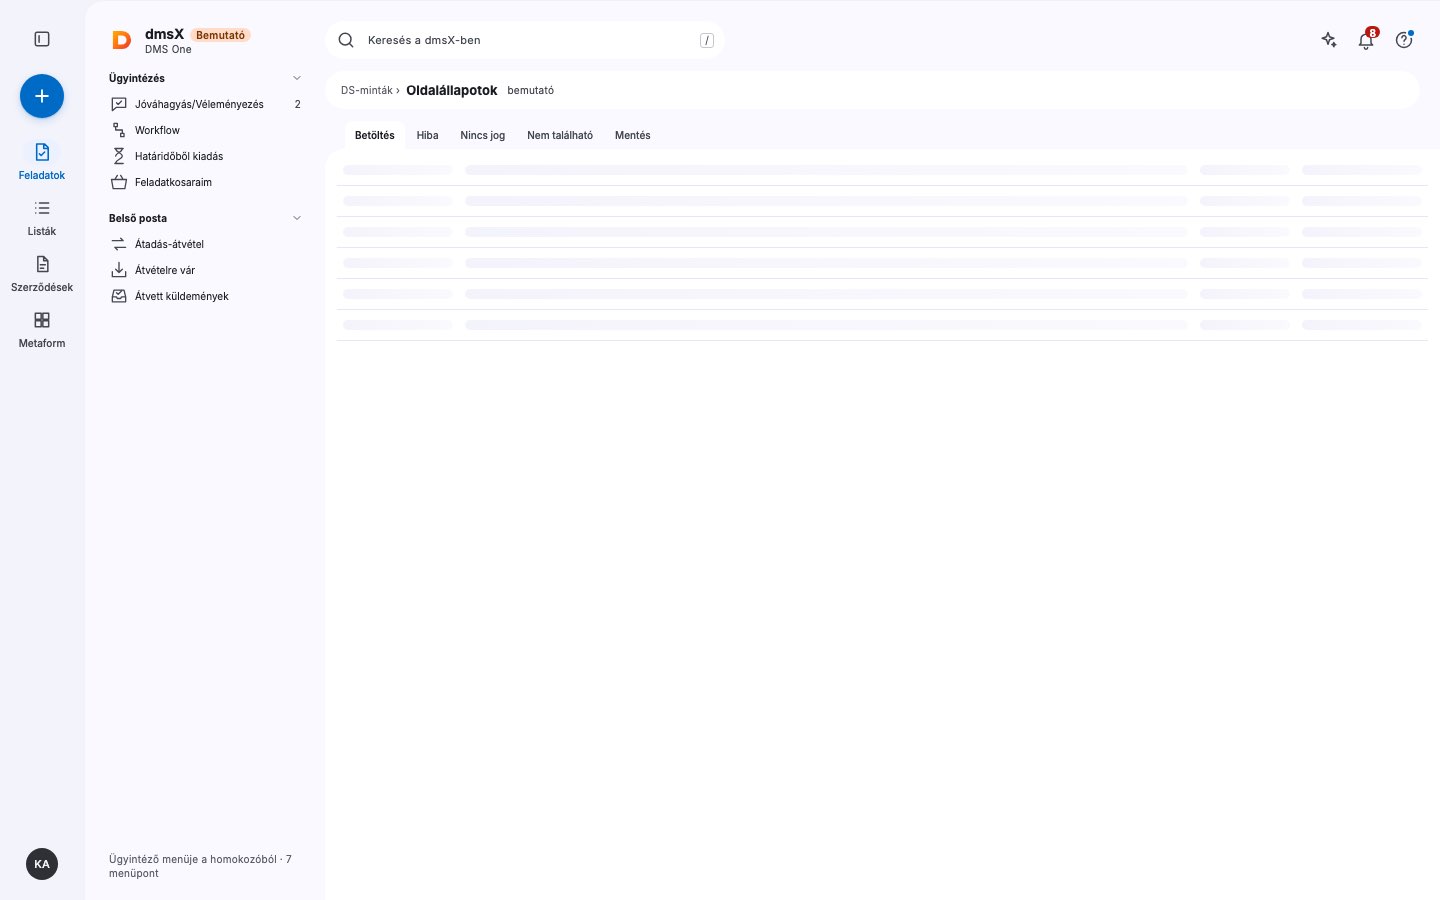 dmsX Bemutató
DMS One
Keresés a dmsX-ben /
8
DS-minták › Oldalállapotok bemutató
Betöltés Hiba Nincs jog Nem található Mentés
Feladatok
Listák
Szerződések
Metaform
KA
Ügyintézés
Jóváhagyás/Véleményezés 2
Workflow
Határidőből kiadás
Feladatkosaraim
Belső posta
Átadás-átvétel
Átvételre vár
Átvett küldemények
Ügyintéző menüje a homokozóból · 7
menüpont